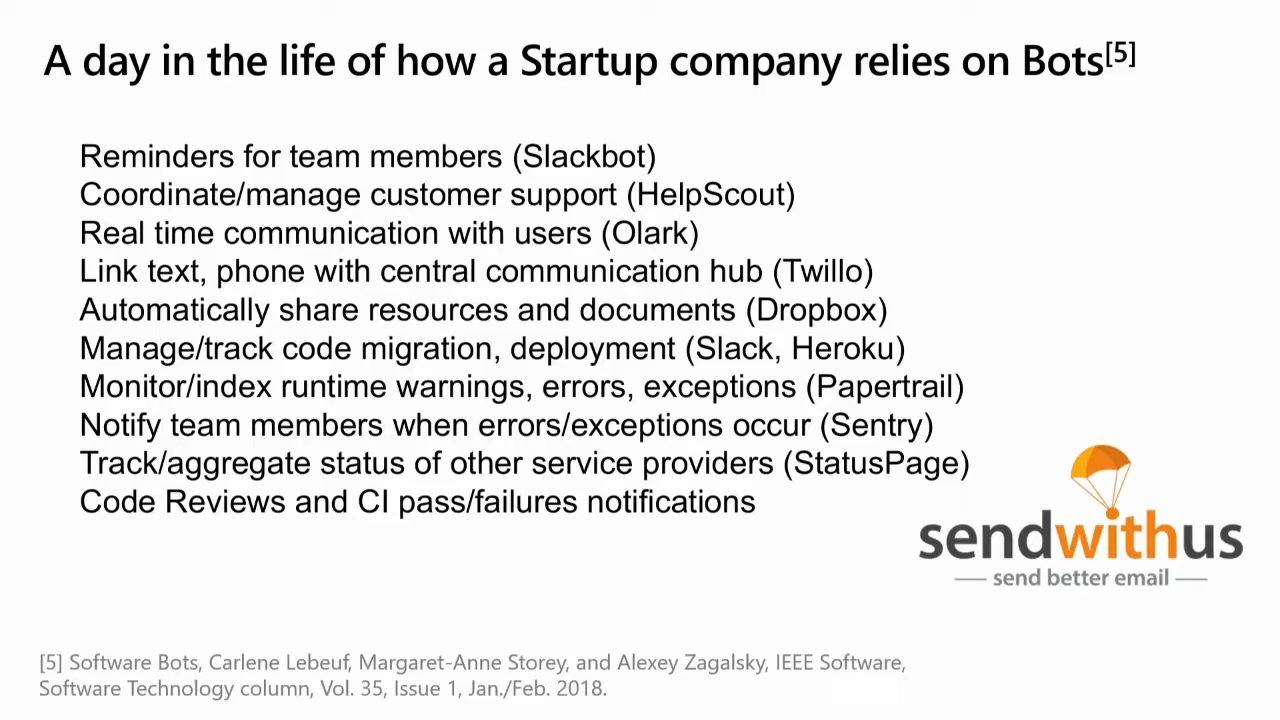 A day in the life of how a Startup company relies on Bots[5]
Reminders for team members (Slackbot)
Coordinate/manage customer support (HelpScout)
Real time communication with users (Olark)
Link text, phone with central communication hub (Twillo)
Automatically share resources and documents (Dropbox)
Manage/track code migration, deployment (Slack, Heroku)
Monitor/index runtime warnings, errors, exceptions (Papertrail)
Notify team members when errors/exceptions occur (Sentry)
Track/aggregate status of other service providers (StatusPage)
Code Reviews and CI pass/failures notifications
sendwithus
send better email
[5] Software Bots, Carlene Lebeuf, Margaret-Anne Storey, and Alexey Zagalsky, IEEE Software,
Software Technology column, Vol. 35, Issue 1, Jan./Feb. 2018.